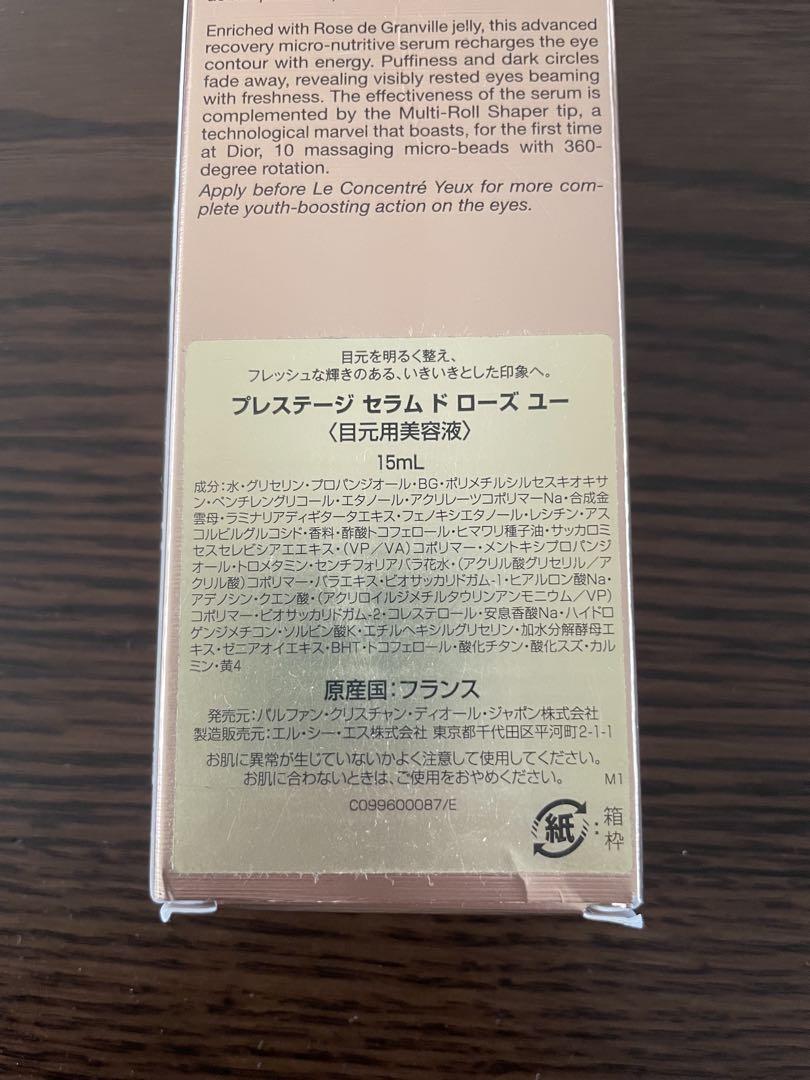 Enriched with Rose de Granville jelly, this advanced
recovery micro-nutritive serum recharges the eye
contour with energy. Puffiness and dark circles
fade away, revealing visibly rested eyes beaming
with freshness. The effectiveness of the serum is
complemented by the Multi-Roll Shaper tip, a
technological marvel that boasts, for the first time
at Dior, 10 massaging micro-beads with 360-
degree rotation.
Apply before Le Concentré Yeux for more com-
plete youth-boosting action on the eyes.
目元を明るく整え、
フレッシュな輝きのある、いきいきとした印象へ。
プレステージ セラム ド ローズ ユー
〈目元用美容液〉
15mL
成分:水・グリセリン・プロパンジオール・BG・ポリメチルシルセスキオキサ
ン・ペンチレングリコール・エタノール・アクリレーツコポリマーNa・合成金
雲母・ラミナリアディギタータエキス・フェノキシエタノール・レシチン・アス
コルビルグルコシド・香料・酢酸トコフェロール・ヒマワリ種子油・サッカロミ
セスセレビシアエエキス・(VP/VA)コポリマー・メントキシプロパンジ
オール・トロメタミン・センチフォリアバラ花水・(アクリル酸グリセリル/ア
クリル酸)コポリマー・バラエキス・ビオサッカリドガム-1・ヒアルロン酸Na・
アデノシン・クエン酸・(アクリロイルジメチルタウリンアンモニウム/VP)
コポリマー・ビオサッカリドガム-2・コレステロール・安息香酸Na・ハイドロ
ゲンジメチコン・ソルビン酸K・エチルヘキシルグリセリン・加水分解酵母エ
キス・ゼニアオイエキス・BHT・トコフェロール・酸化チタン・酸化スズ・カル
ミン・黄4
原産国:フランス
発売元:パルファン・クリスチャン・ディオール・ジャポン株式会社
製造販売元:エル・シー・エス株式会社 東京都千代田区平河町2-1-1
お肌に異常が生じていないかよく注意して使用してください。
お肌に合わないときは、ご使用をおやめください。 M1
C099600087/E
紙:箱
枠